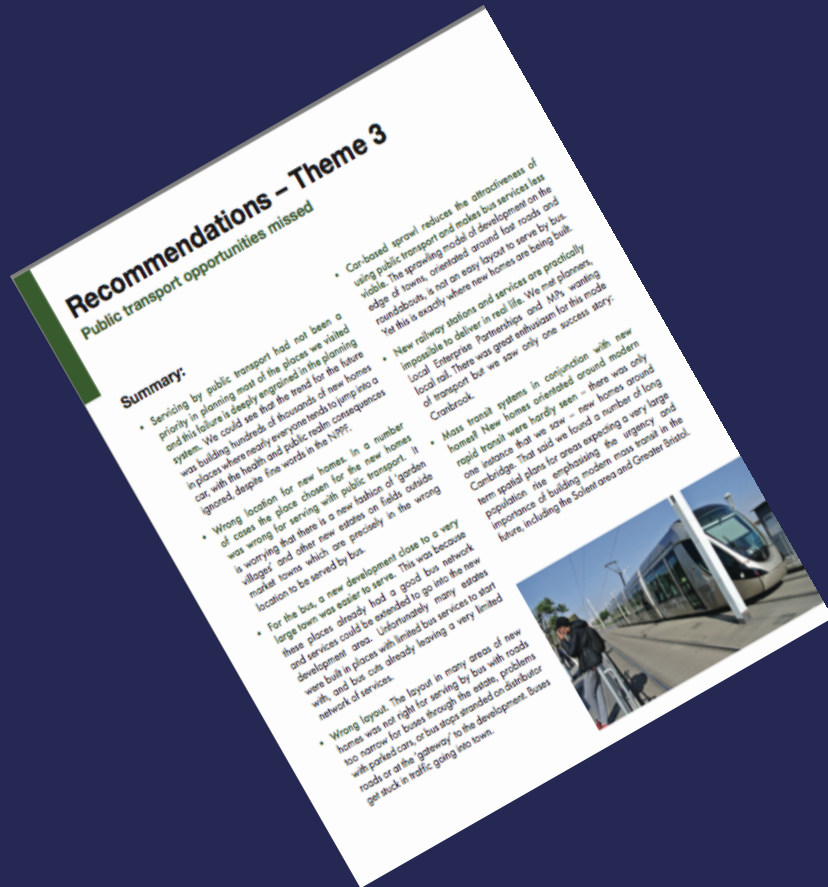 Recommendations – Theme 3
Public transport opportunities missed
Summary:
• Servicing by public transport had not been a
priority in planning most of the places we visited
and this failure is deeply engrained in the planning
system. We could see that the trend for the future
was building hundreds of thousands of new homes
in places where nearly everyone tends to jump into a
car, with the health and public realm consequences
ignored, despite fine words in the NPPF.
• Wrong location for new homes. In a number
of cases the place chosen for the new homes
was wrong for serving with public transport. It
is worrying that there is a new fashion of 'garden
villages' and other new estates on fields outside
market towns which are precisely in the wrong
location to be served by bus.
• For the bus, a new development close to a very
large town was easier to serve. This was because
these places already had a good bus network
and services could be extended to go into the new
development area. Unfortunately many estates
were built in places with limited bus services to start
with, and bus cuts already leaving a very limited
network of services.
• Wrong layout. The layout in many areas of new
homes was not right for serving by bus with roads
too narrow for buses through the estate, problems
with parked cars, or bus stops stranded on distributor
roads or at the 'gateway' to the development. Buses
get stuck in traffic going into town.
• Car-based sprawl reduces the attractiveness of
using public transport and makes bus services less
viable. The sprawling model of development on the
edge of towns, orientated around fast roads and
roundabouts, is not an easy layout to serve by bus.
Yet this is exactly where new homes are being built.
• New railway stations and services are practically
impossible to deliver in real life. We met planners,
Local Enterprise Partnerships and MPs wanting
local rail. There was great enthusiasm for this mode
of transport but we saw only one success story:
Cranbrook.
• Mass transit systems in conjunction with new
homes! New homes orientated around modern
rapid transit were hardly seen – there was only
one instance that we saw – new homes around
Cambridge. That said we found a number of long
term spatial plans for areas expecting a very large
population rise emphasising the urgency and
importance of building modern mass transit in the
future, including the Solent area and Greater Bristol.